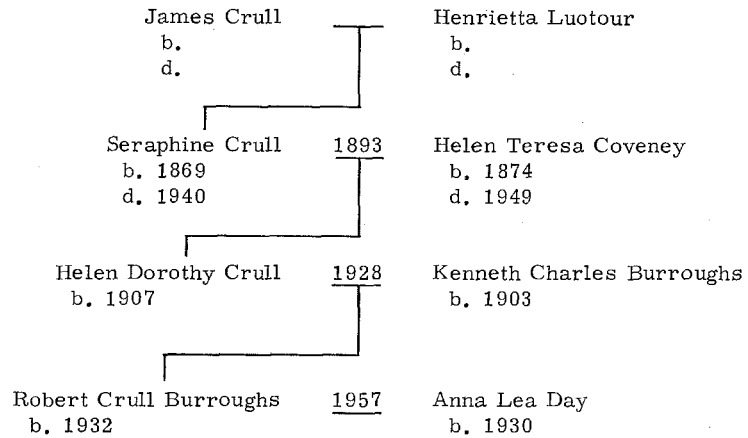 James Crull Henrietta Luotour
b. b.
d. d.
Seraphine Crull 1893 Helen Teresa Coveney
b. 1869 b. 1874
d. 1940 d. 1949
Helen Dorothy Crull 1928 Kenneth Charles Burroughs
b. 1907 b. 1903
Robert Crull Burroughs 1957 Anna Lea Day
b. 1932 b. 1930